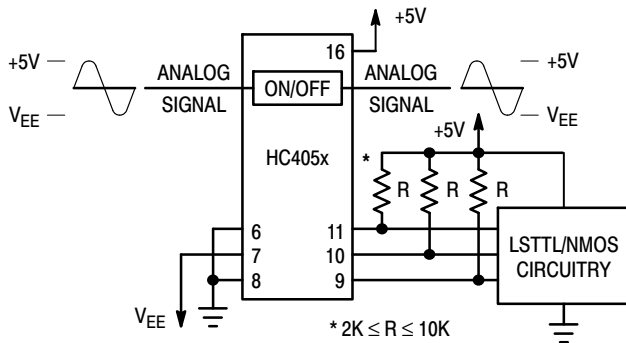 +5V
16
+5V
ANALOG
ON/OFF
ANALOG
+5V
V_EE
SIGNAL
SIGNAL
V_EE
+5V
HC405x
*
R
R
R
6
11
LSTTL/NMOS
7
10
CIRCUITRY
8
9
V_EE
* 2K ≤ R ≤ 10K